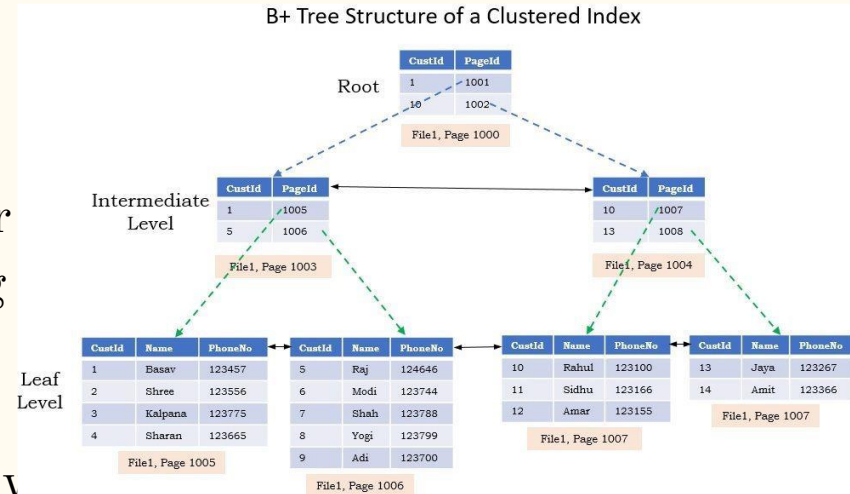 B+ Tree Structure of a Clustered Index
Root
CustId PageId
1 1001
10 1002
File1, Page 1000
Intermediate
Level
CustId PageId
1 1005
5 1006
File1, Page 1003
CustId PageId
10 1007
13 1008
File1, Page 1004
Leaf
Level
CustId Name PhoneNo
1 Basav 123457
2 Shree 123556
3 Kalpana 123775
4 Sharan 123665
File1, Page 1005
CustId Name PhoneNo
5 Raj 124646
6 Modi 123744
7 Shah 123788
8 Yogi 123799
9 Adi 123700
File1, Page 1006
CustId Name PhoneNo
10 Rahul 123100
11 Sidhu 123166
12 Amar 123155
File1, Page 1007
CustId Name PhoneNo
13 Jaya 123267
14 Amit 123366
File1, Page 1007